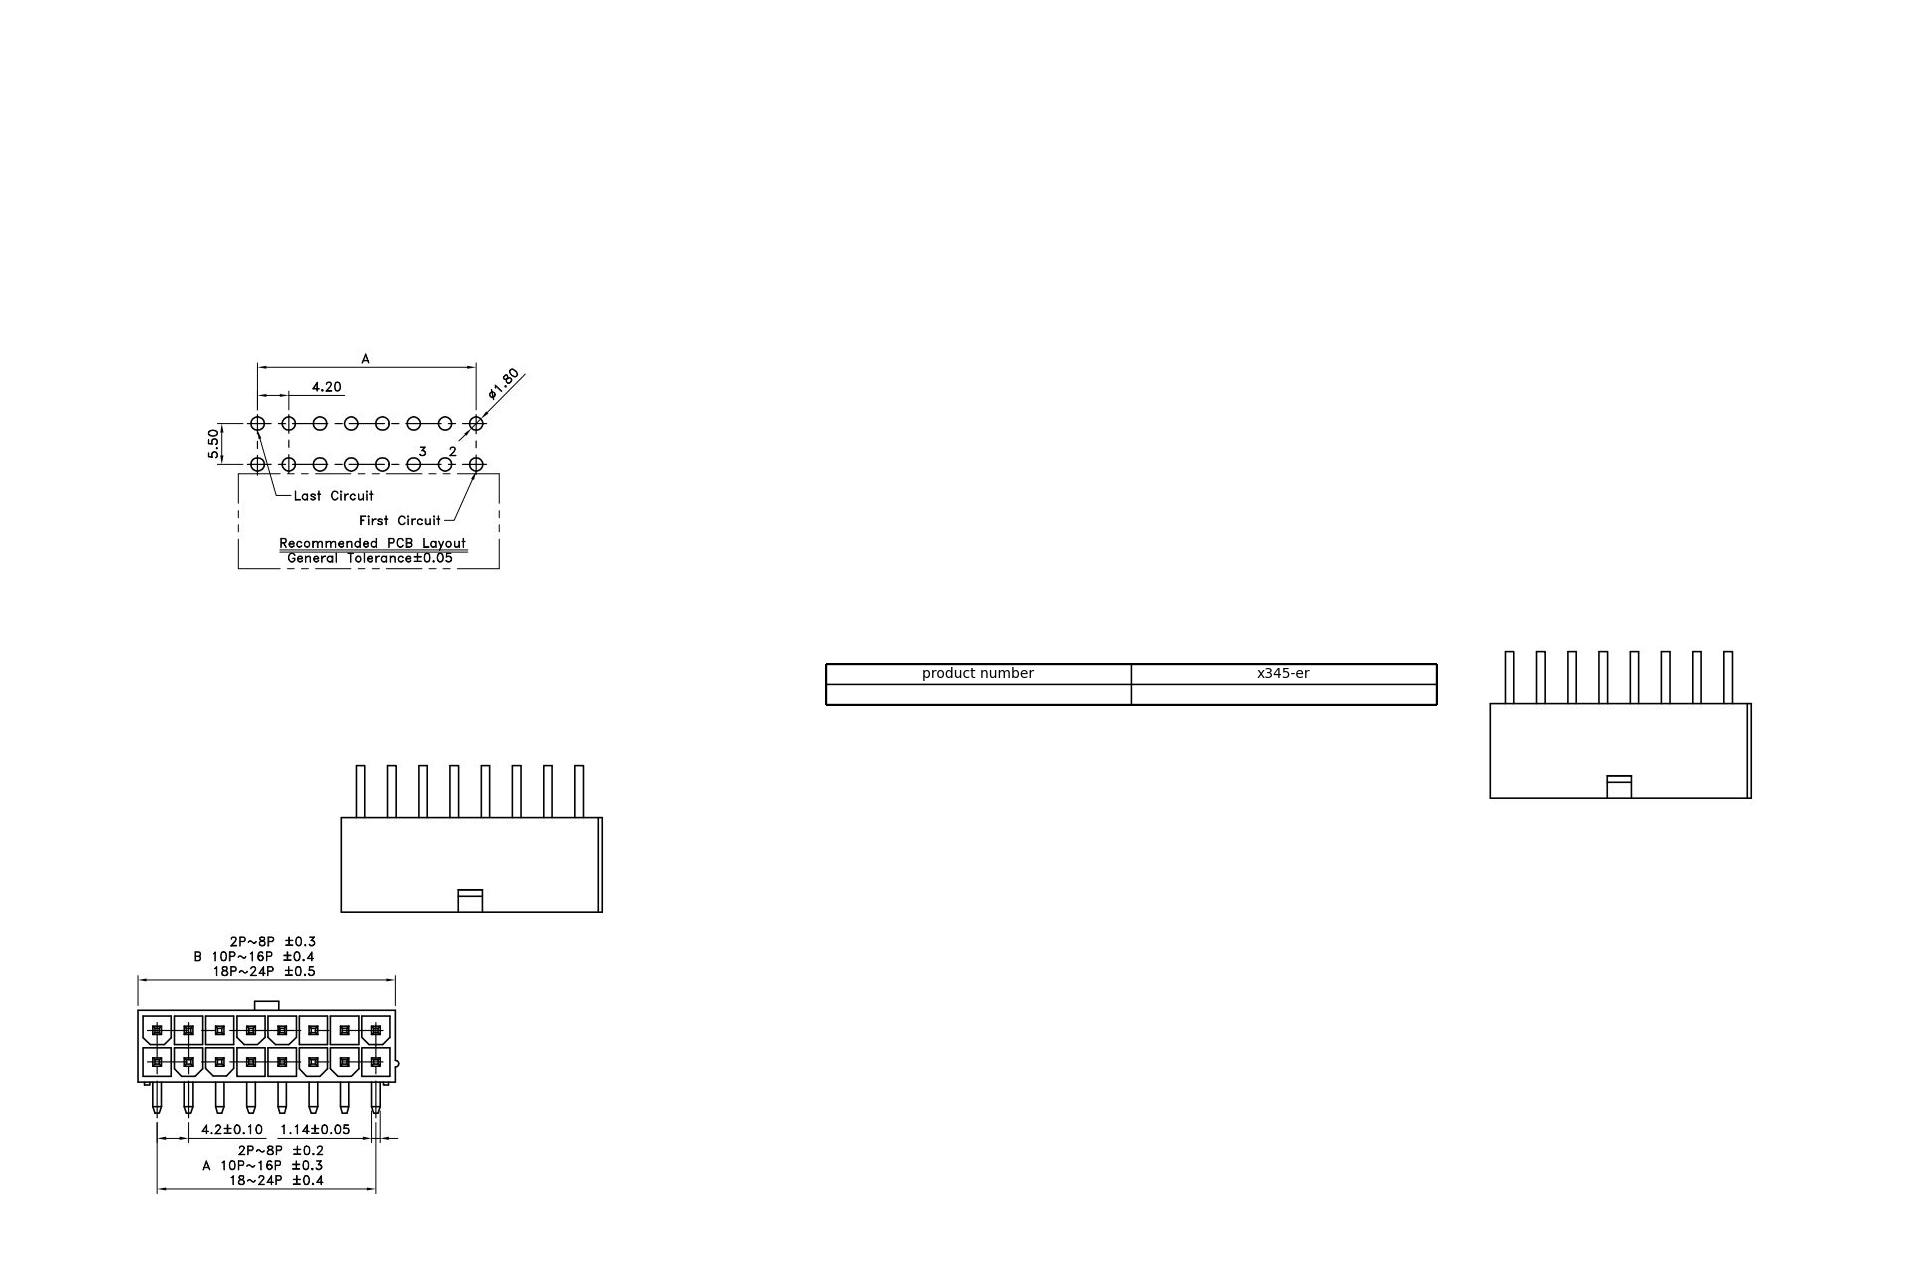 A
4.20
ø1.80
5.50
3 2
Last Circuit
First Circuit
Recommended PCB Layout
General Tolerance±0.05
product number x345-er
2P~8P ±0.3
B 10P~16P ±0.4
18P~24P ±0.5
4.2±0.10 1.14±0.05
2P~8P ±0.2
A 10P~16P ±0.3
18~24P ±0.4